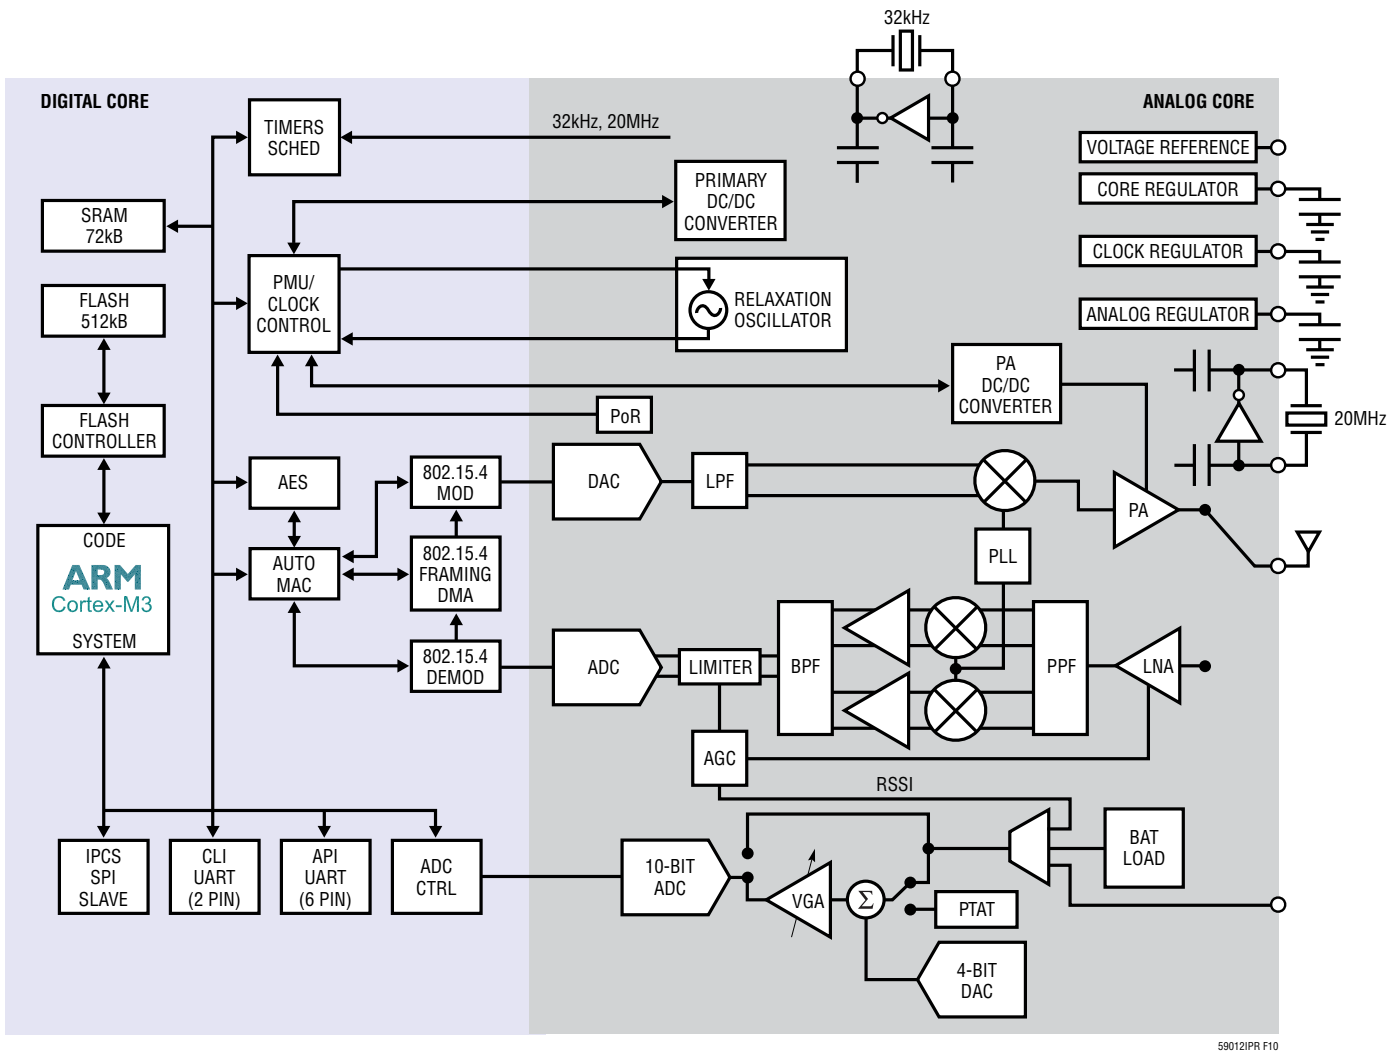 32kHz
DIGITAL CORE
ANALOG CORE
TIMERS
SCHED
32kHz, 20MHz
VOLTAGE REFERENCE
PRIMARY
DC/DC
CONVERTER
CORE REGULATOR
SRAM
72kB
CLOCK REGULATOR
PMU/
CLOCK
CONTROL
RELAXATION
OSCILLATOR
FLASH
512kB
ANALOG REGULATOR
PA
DC/DC
CONVERTER
PoR
20MHz
FLASH
CONTROLLER
AES
802.15.4
MOD
DAC
LPF
PA
CODE
ARM
Cortex-M3
SYSTEM
AUTO
MAC
802.15.4
FRAMING
DMA
PLL
802.15.4
DEMOD
ADC
LIMITER
BPF
PPF
LNA
AGC
RSSI
IPCS
SPI
SLAVE
CLI
UART
(2 PIN)
API
UART
(6 PIN)
ADC
CTRL
10-BIT
ADC
VGA
Σ
PTAT
BAT
LOAD
4-BIT
DAC
59012IPR F10